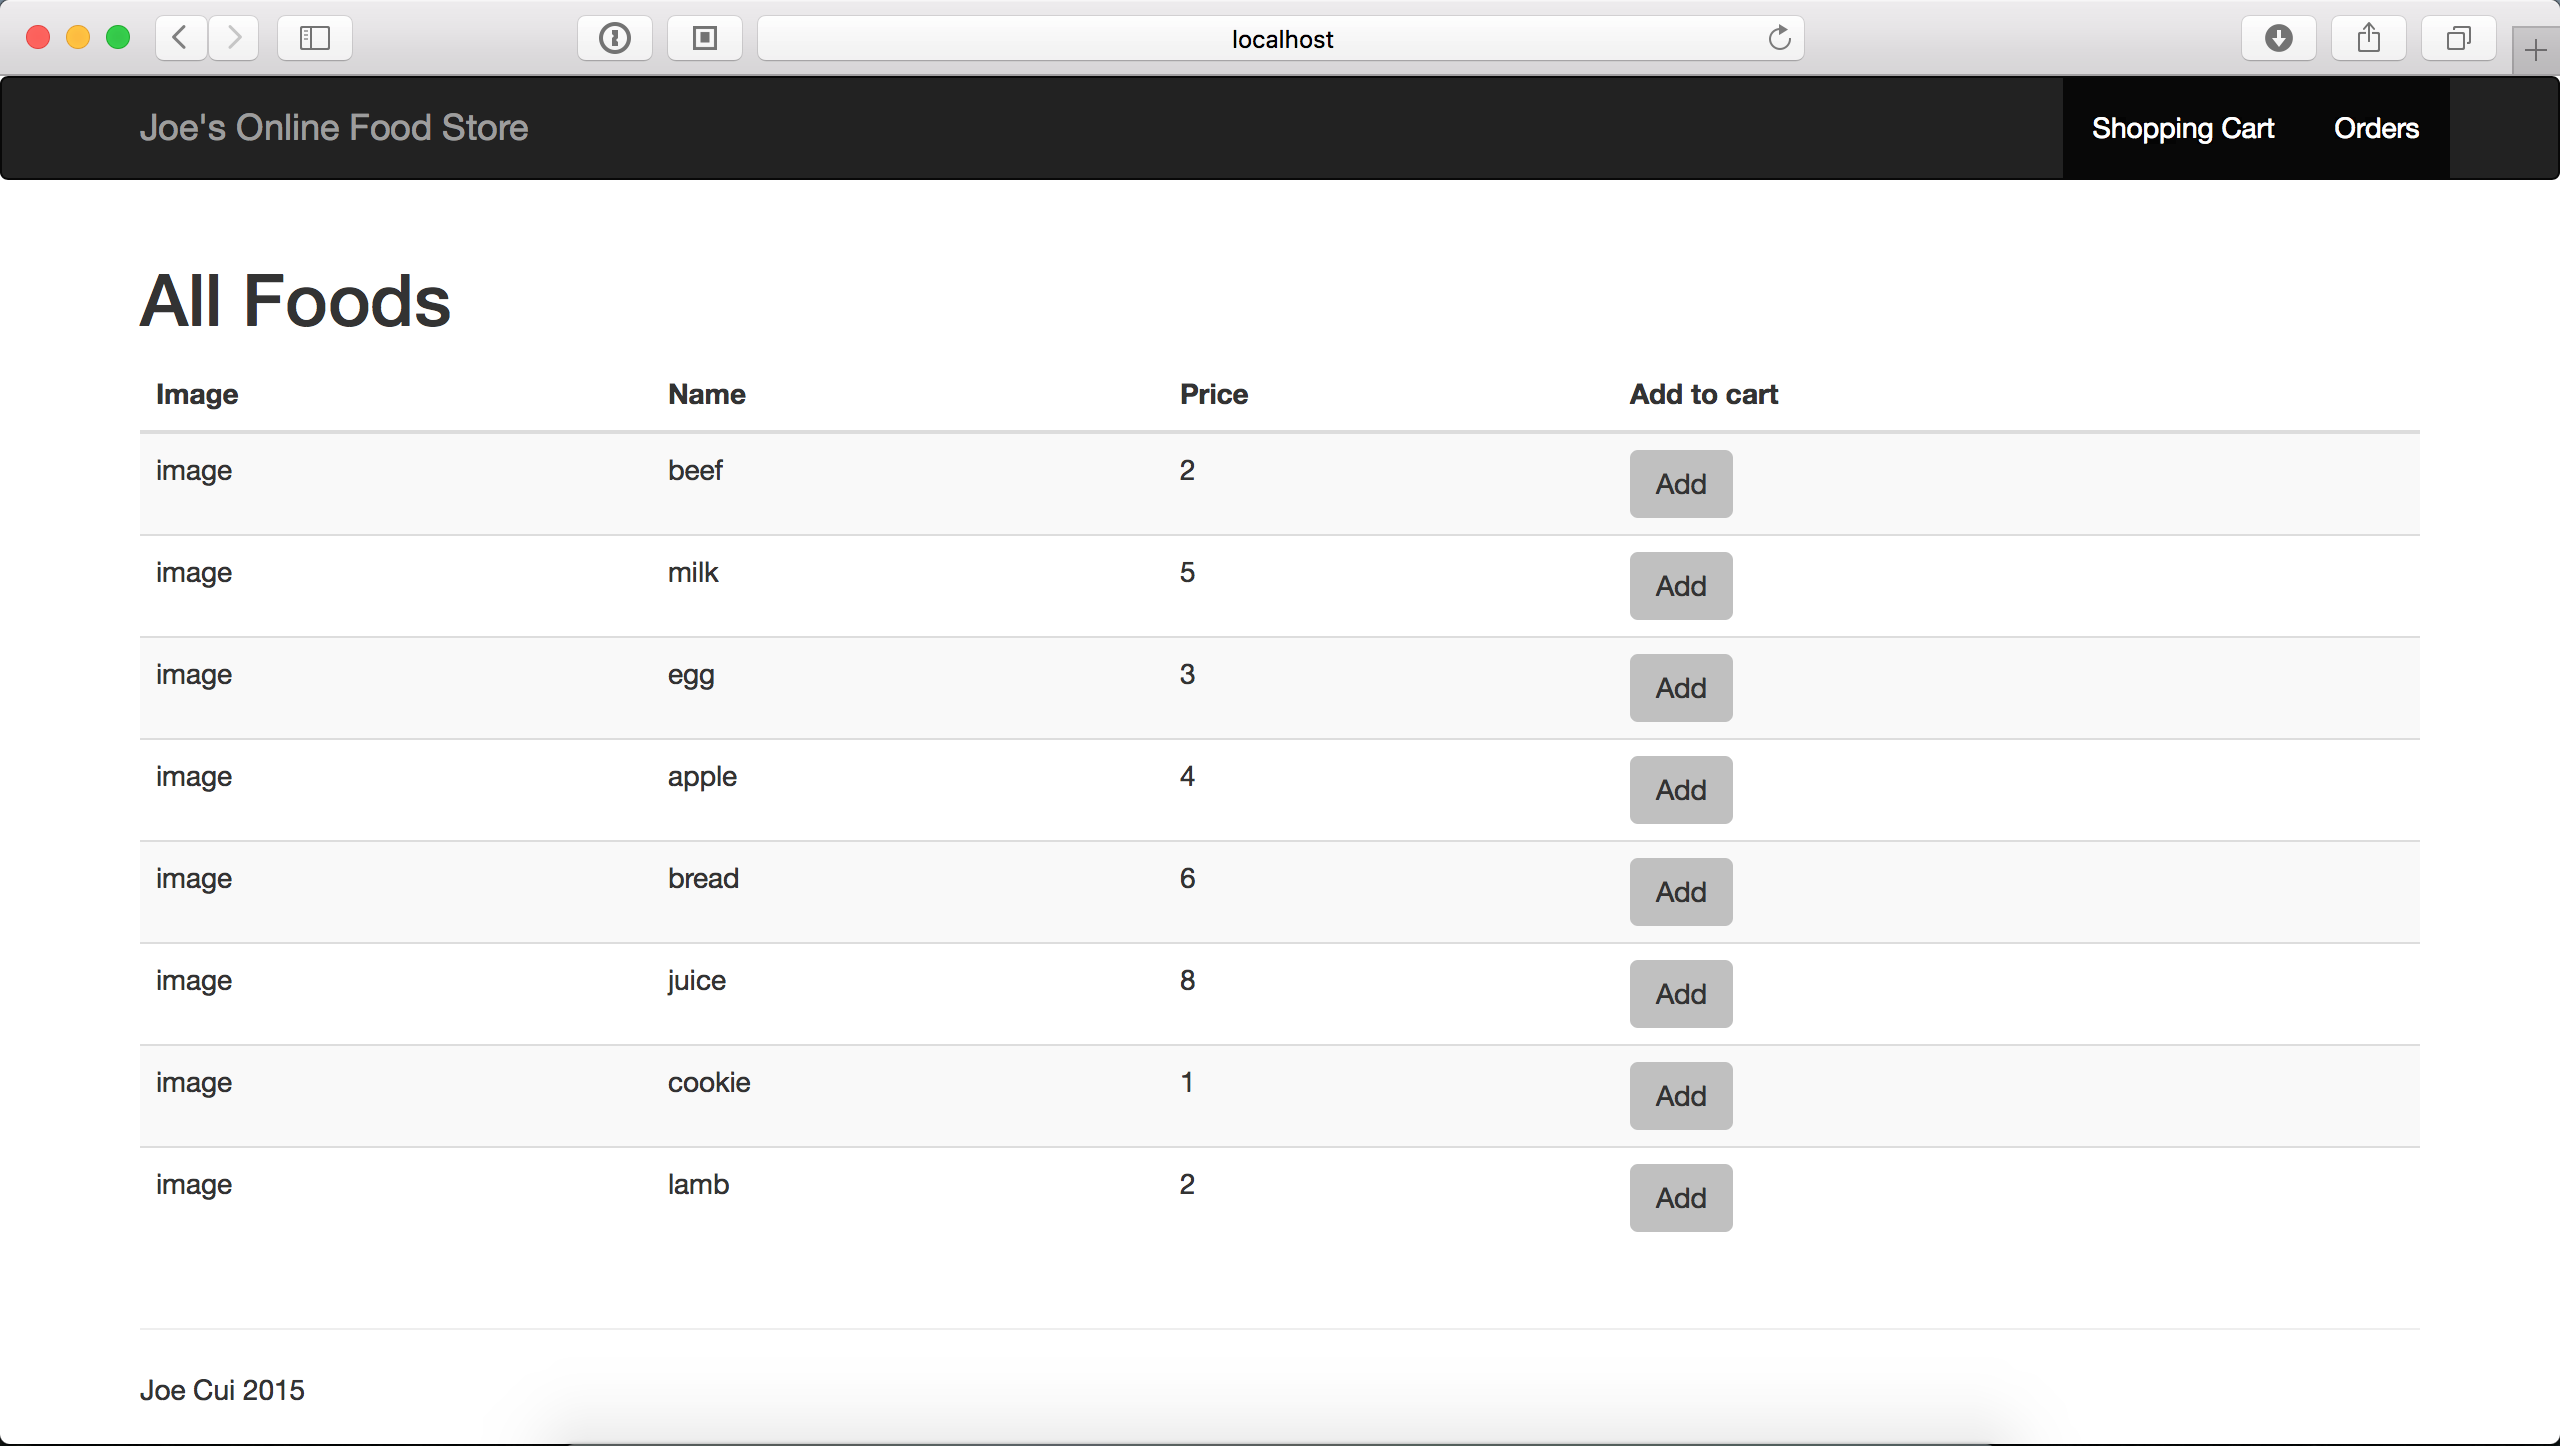 localhost
Joe's Online Food Store Shopping Cart Orders
All Foods
Image Name Price Add to cart
image beef 2 Add
image milk 5 Add
image egg 3 Add
image apple 4 Add
image bread 6 Add
image juice 8 Add
image cookie 1 Add
image lamb 2 Add
Joe Cui 2015